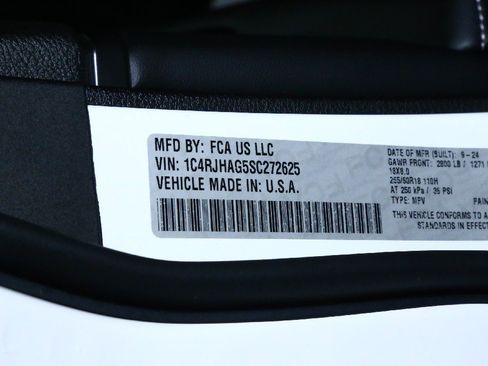 MFD BY: FCA US LLC
VIN: 1C4RJHAG5SC272625
VEHICLE MADE IN: U.S.A.
DATE OF MFR (BUILT): 9-24
GAWR FRONT: 2800 LB / 1271
18X8.0
255/60R18 110H
AT 250 kPa / 36 PSI
TYPE: MPV
THIS VEHICLE CONFORMS TO
STANDARDS IN EFFECT